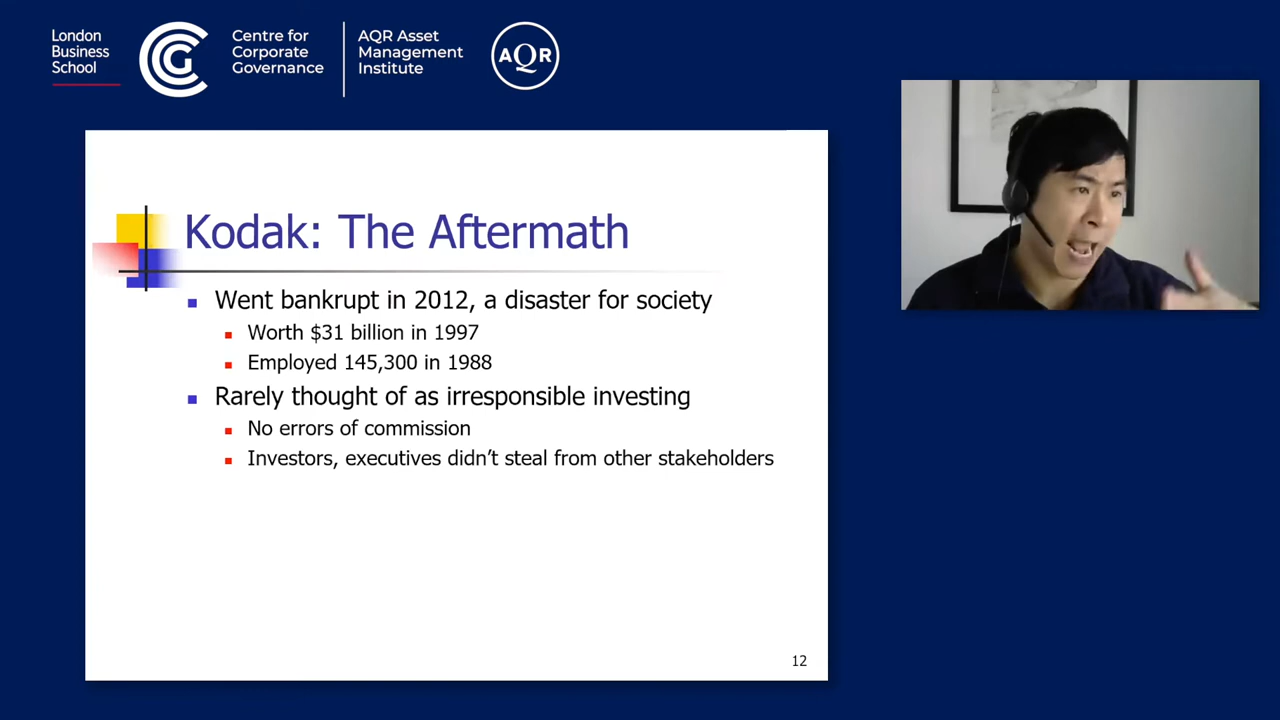 London
Business
School
Centre for
Corporate
Governance
AQR Asset
Management
Institute
AQR
Kodak: The Aftermath
Went bankrupt in 2012, a disaster for society
Worth $31 billion in 1997
Employed 145,300 in 1988
Rarely thought of as irresponsible investing
No errors of commission
Investors, executives didn't steal from other stakeholders
12